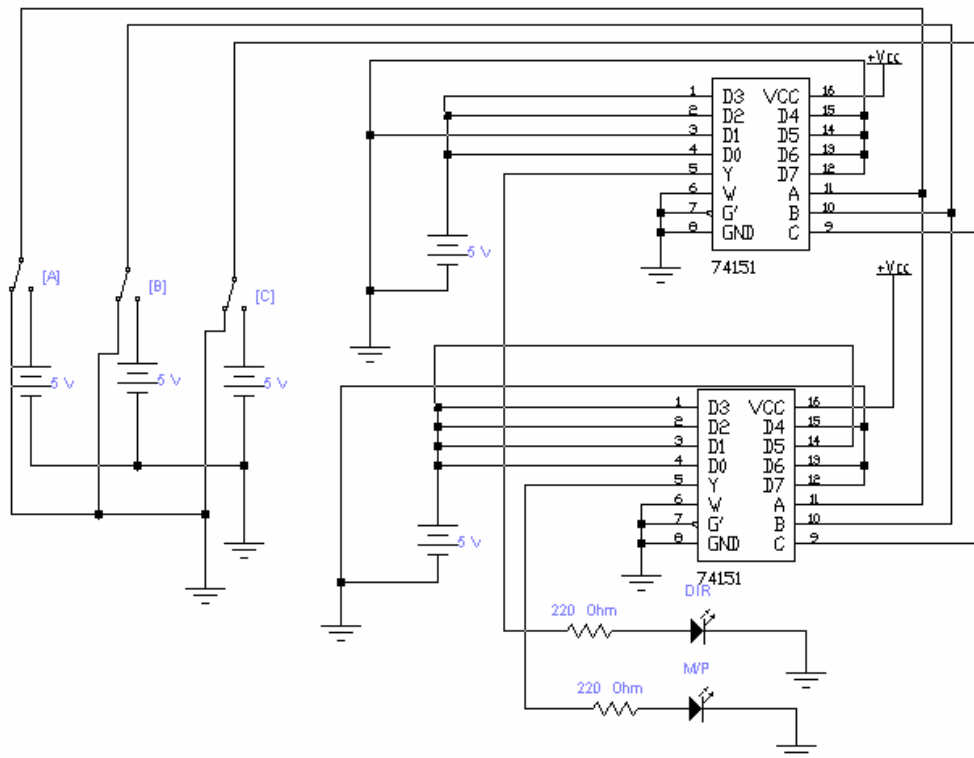 +Vcc
1 D3 VCC 16
2 D2 D4 15
3 D1 D5 14
4 D0 D6 13
5 Y D7 12
6 W A 11
7 G' B 10
8 GND C 9
74151
5 V
[A]
[B]
[C]
5 V
5 V
5 V
+Vcc
1 D3 VCC 16
2 D2 D4 15
3 D1 D5 14
4 D0 D6 13
5 Y D7 12
6 W A 11
7 G' B 10
8 GND C 9
74151
5 V
DIR
220 Ohm
M/P
220 Ohm